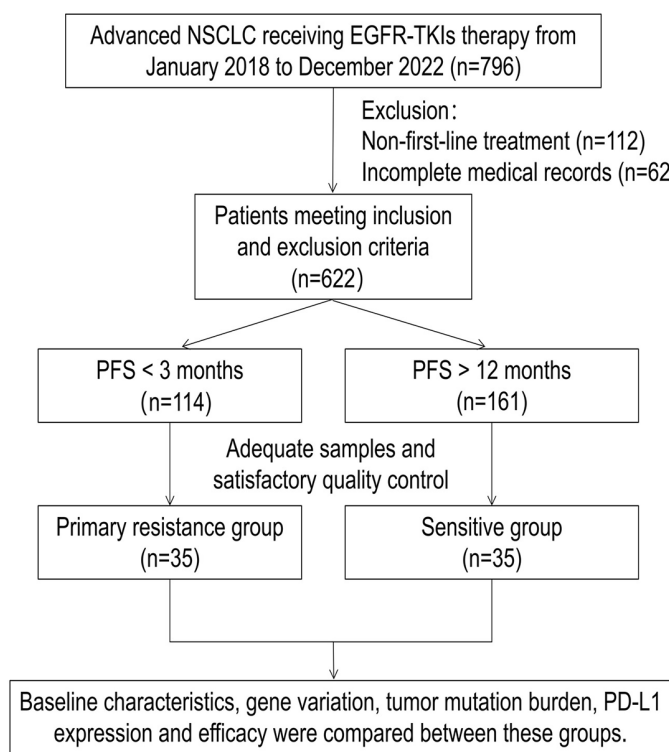 Advanced NSCLC receiving EGFR-TKIs therapy from
January 2018 to December 2022 (n=796)
Exclusion:
Non-first-line treatment (n=112)
Incomplete medical records (n=62
Patients meeting inclusion
and exclusion criteria
(n=622)
PFS < 3 months
(n=114)
PFS > 12 months
(n=161)
Adequate samples and
satisfactory quality control
Primary resistance group
(n=35)
Sensitive group
(n=35)
Baseline characteristics, gene variation, tumor mutation burden, PD-L1
expression and efficacy were compared between these groups.